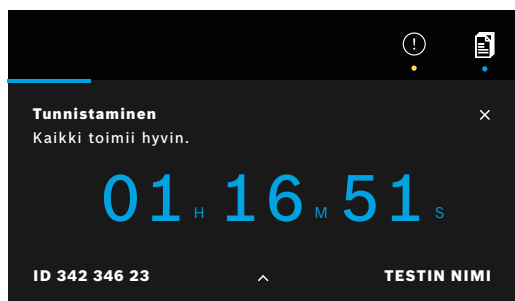 Tunnistaminen
Kaikki toimii hyvin.
01 H 16 M 51 S
ID 342 346 23
TESTIN NIMI